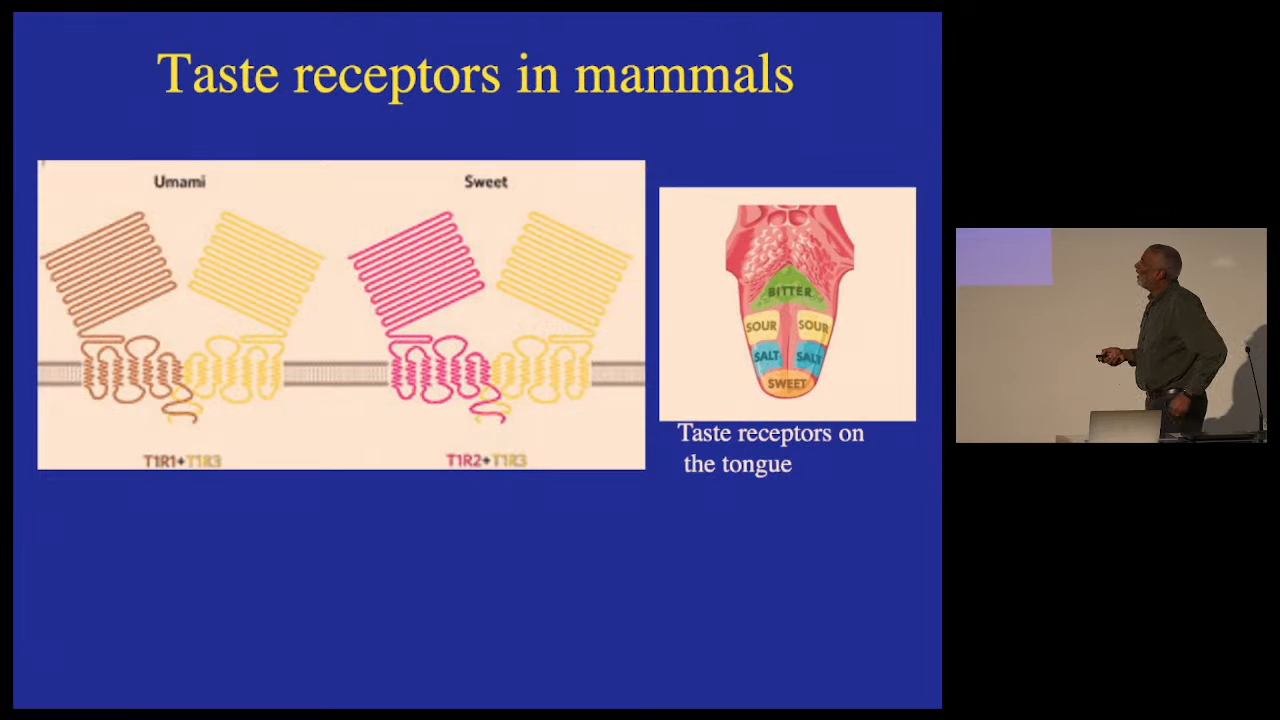 Taste receptors in mammals
Umami
Sweet
T1R1+T1R3
T1R2+T1R3
BITTER
SOUR SOUR
SALT SALT
SWEET
Taste receptors on
the tongue